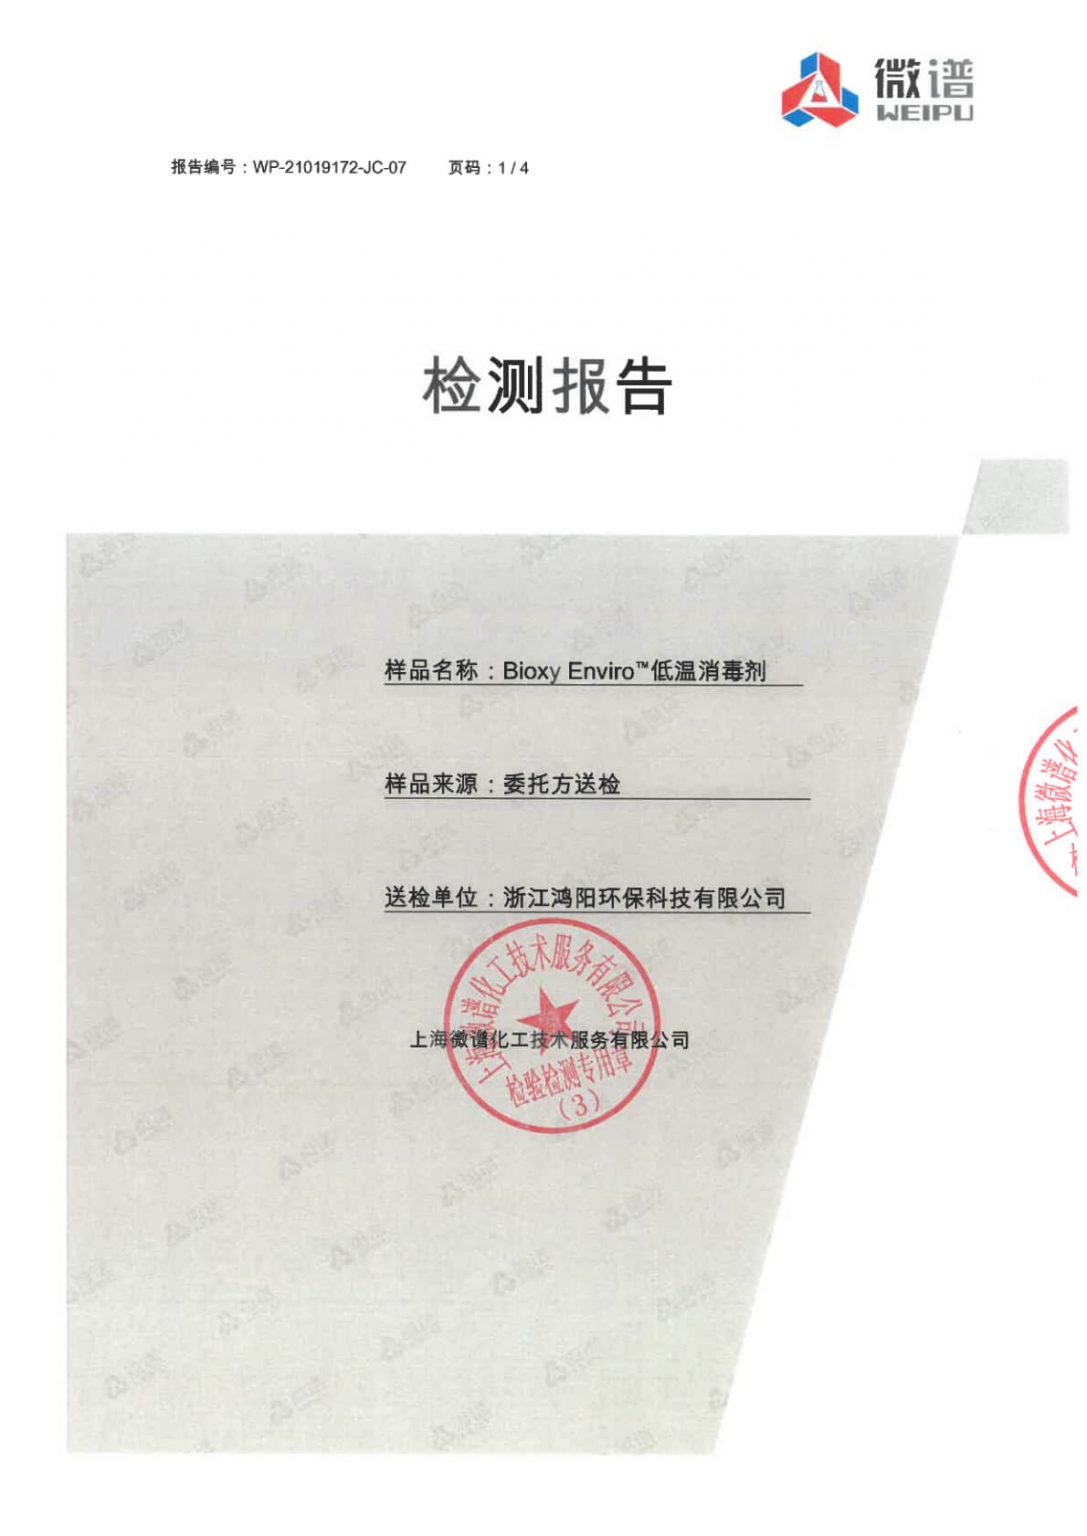 微谱
WEIPU
报告编号：WP-21019172-JC-07 页码：1 / 4
检测报告
样品名称：Bioxy Enviro™低温消毒剂
样品来源：委托方送检
送检单位：浙江鸿阳环保科技有限公司
上海微谱化工技术服务有限公司
上海微谱化工技术服务有限公司
检验检测专用章
（3）
上海微谱化